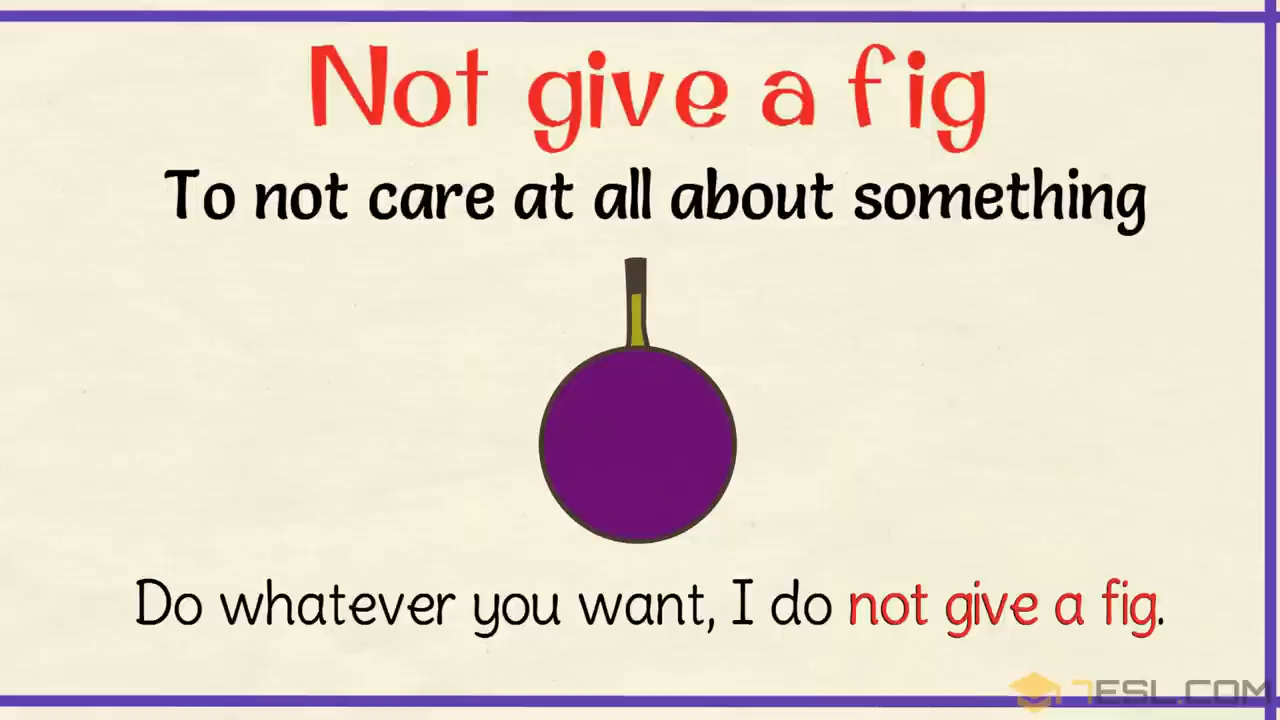 Not give a fig
To not care at all about something
Do whatever you want, I do not give a fig.
7ESL.COM